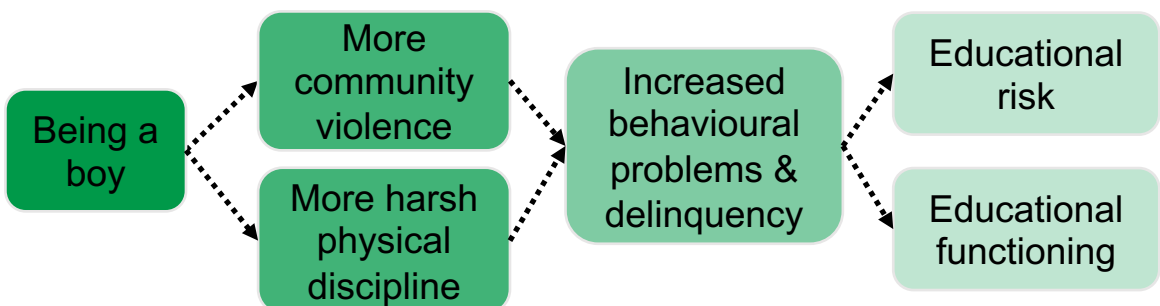 Being a
boy
More
community
violence
More harsh
physical
discipline
Increased
behavioural
problems &
delinquency
Educational
risk
Educational
functioning